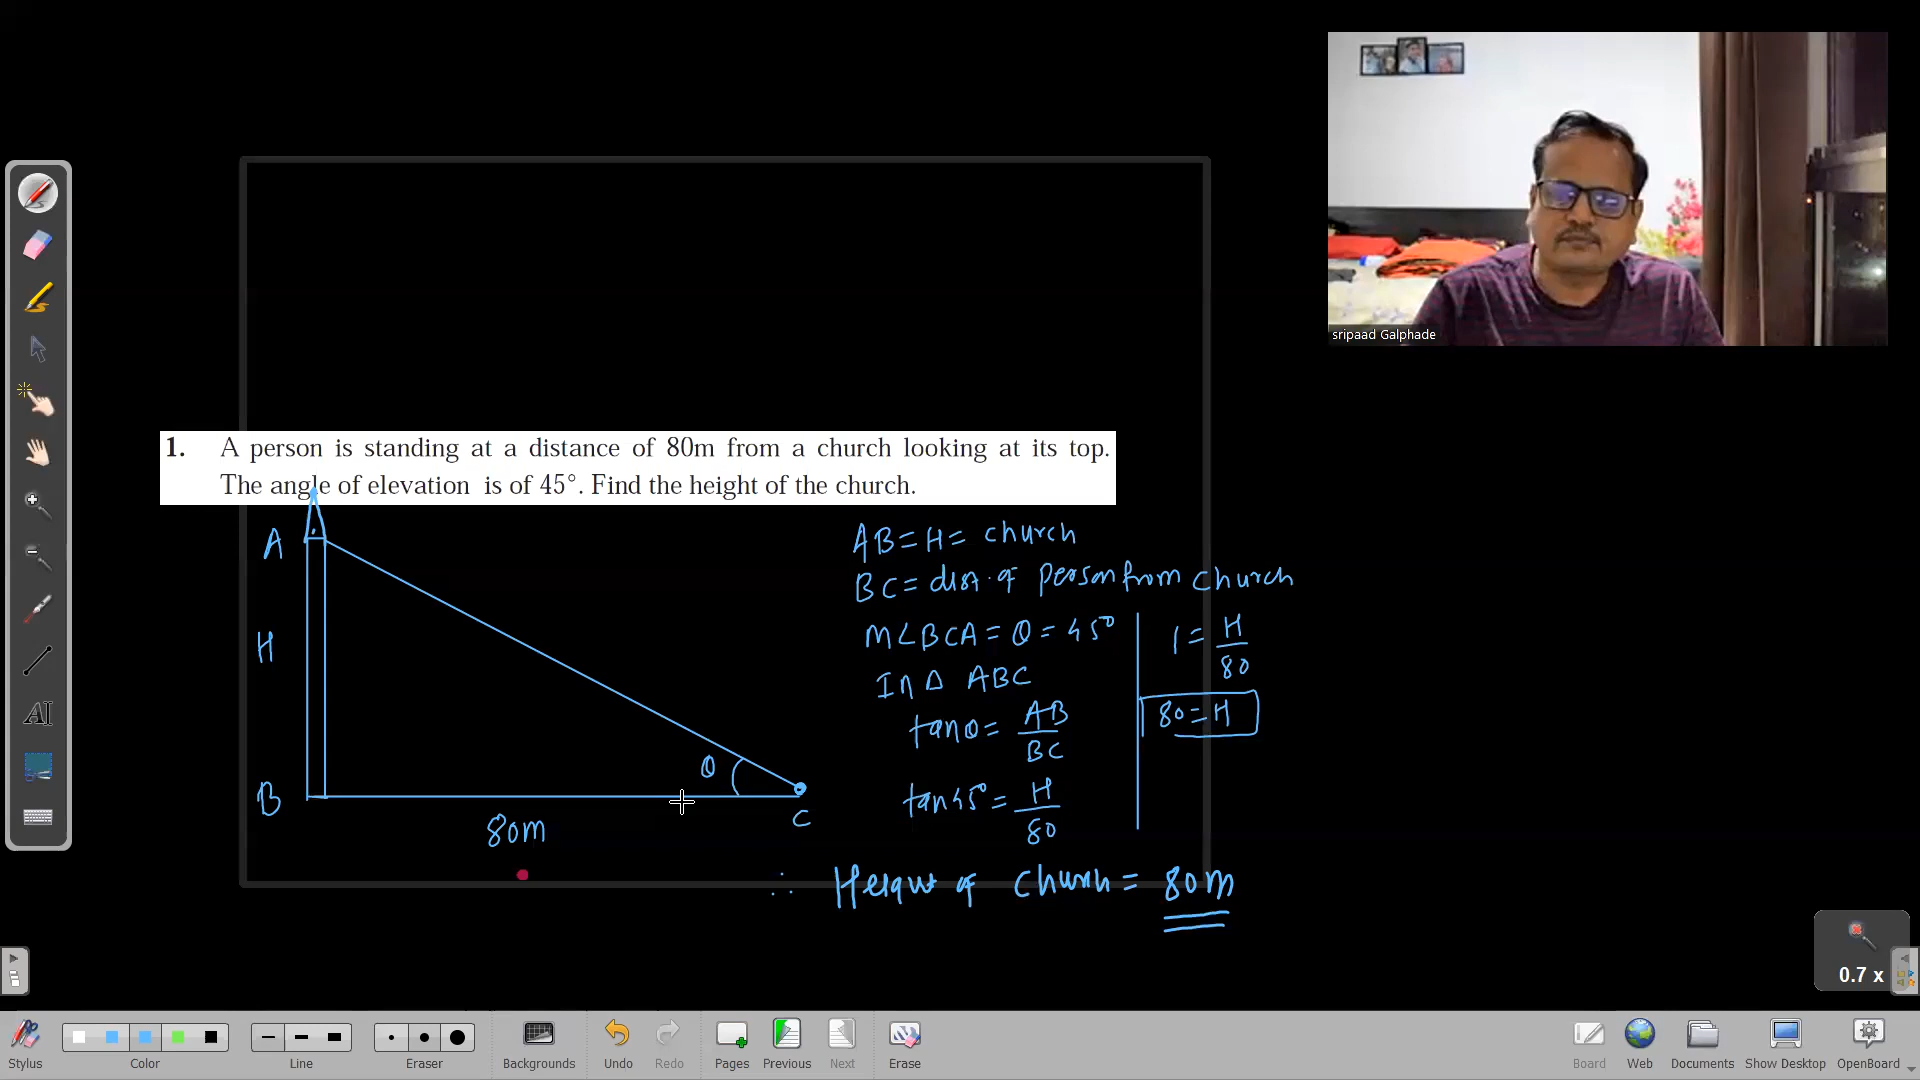 sripaad Galphade
1. A person is standing at a distance of 80m from a church looking at its top.
The angle of elevation is of 45°. Find the height of the church.
A
H
B
θ
C
80m
AB = H = church
BC = dist. of person from church
m∠BCA = θ = 45°
In Δ ABC
tanθ = AB/BC
tan45° = H/80
1 = H/80
80 = H
∴ Height of church = 80m
0.7 x
Stylus
Color
Line
Eraser
Backgrounds
Undo
Redo
Pages
Previous
Next
Erase
Board
Web
Documents
Show Desktop
OpenBoard